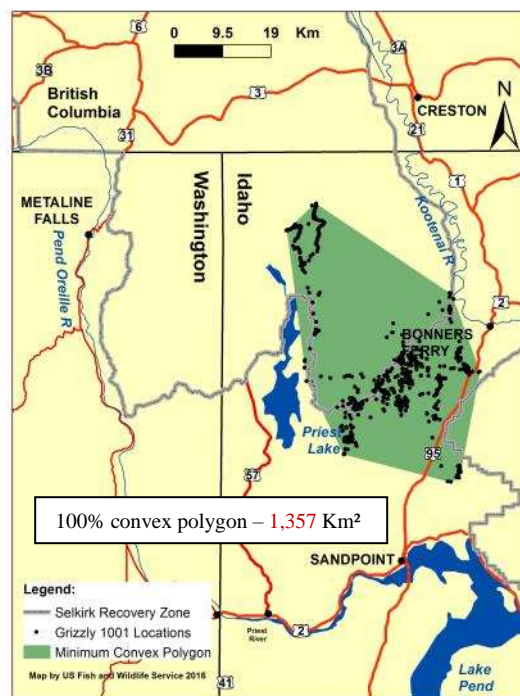 6
0 9.5 19 Km
3A
3B
British
Columbia
3
CRESTON
N
31
21
Washington
Idaho
1
METALINE
FALLS
Pend Oreille R
Kootenai R
2
BONNERS
FERRY
Priest
Lake
95
57
100% convex polygon – 1,357 Km²
SANDPOINT
Legend:
Selkirk Recovery Zone
Grizzly 1001 Locations
Minimum Convex Polygon
Map by US Fish and Wildlife Service 2016
Priest
River
2
41
Lake
Pend